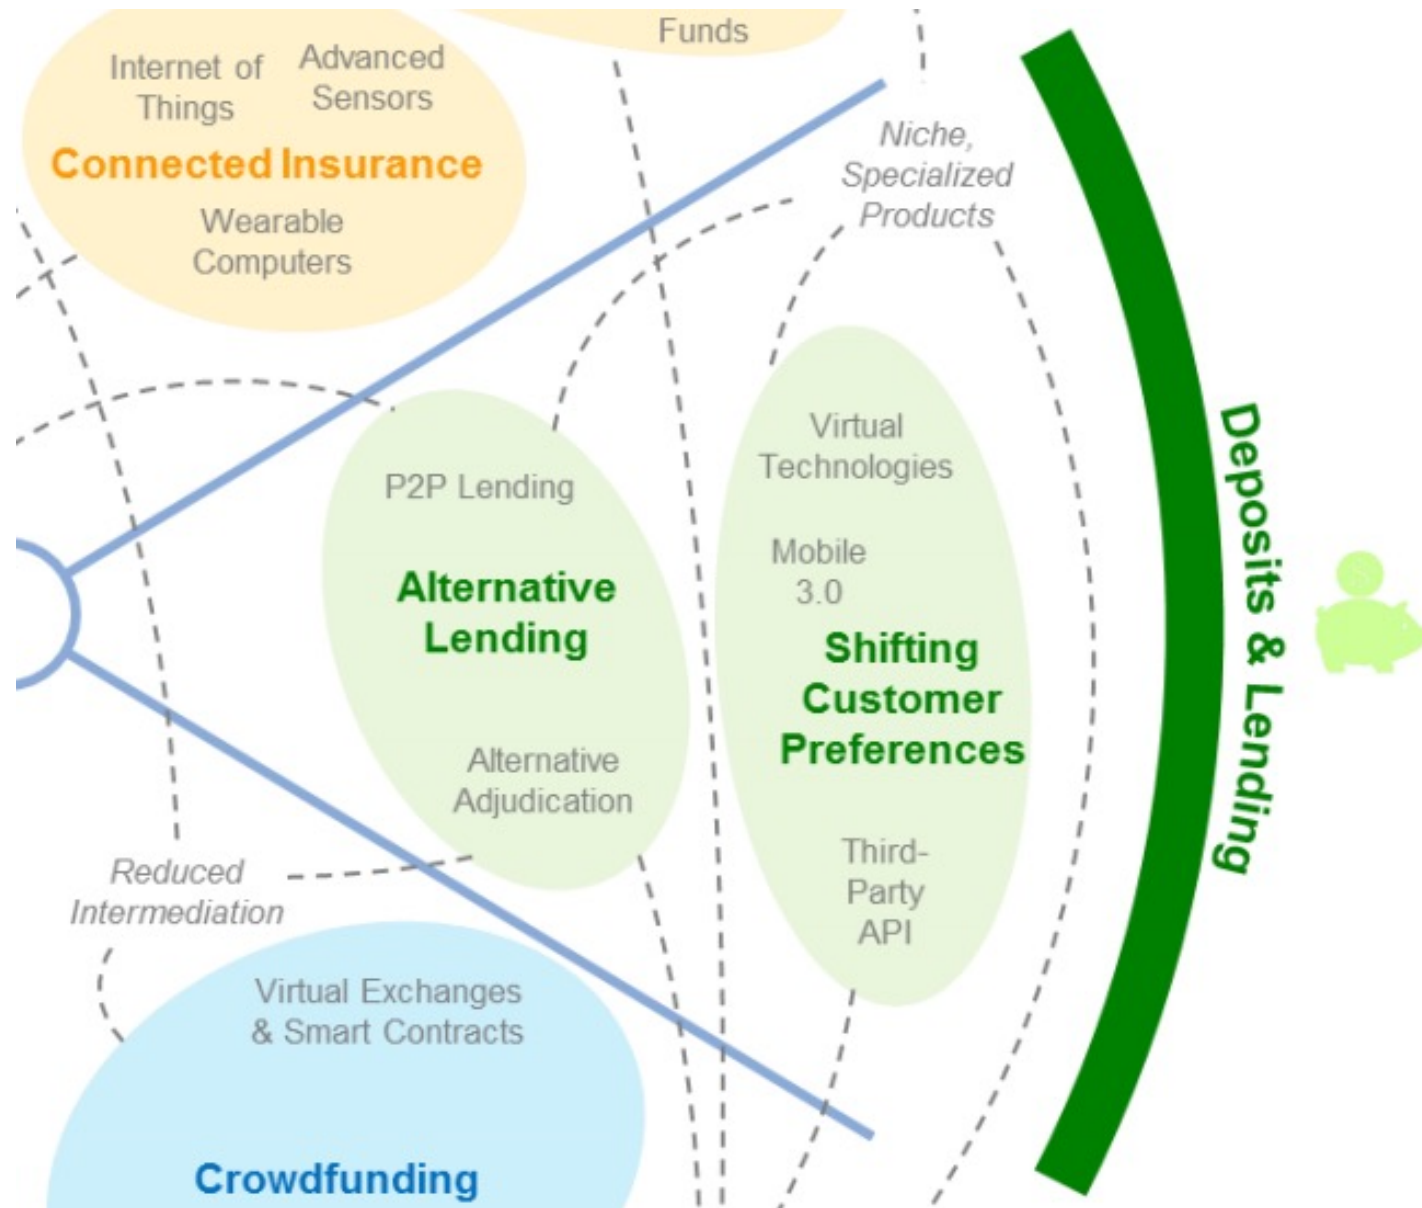 Funds
Internet of
Things
Advanced
Sensors
Connected Insurance
Wearable
Computers
Niche,
Specialized
Products
P2P Lending
Alternative
Lending
Alternative
Adjudication
Virtual
Technologies
Mobile
3.0
Shifting
Customer
Preferences
Third-
Party
API
Deposits & Lending
Reduced
Intermediation
Virtual Exchanges
& Smart Contracts
Crowdfunding